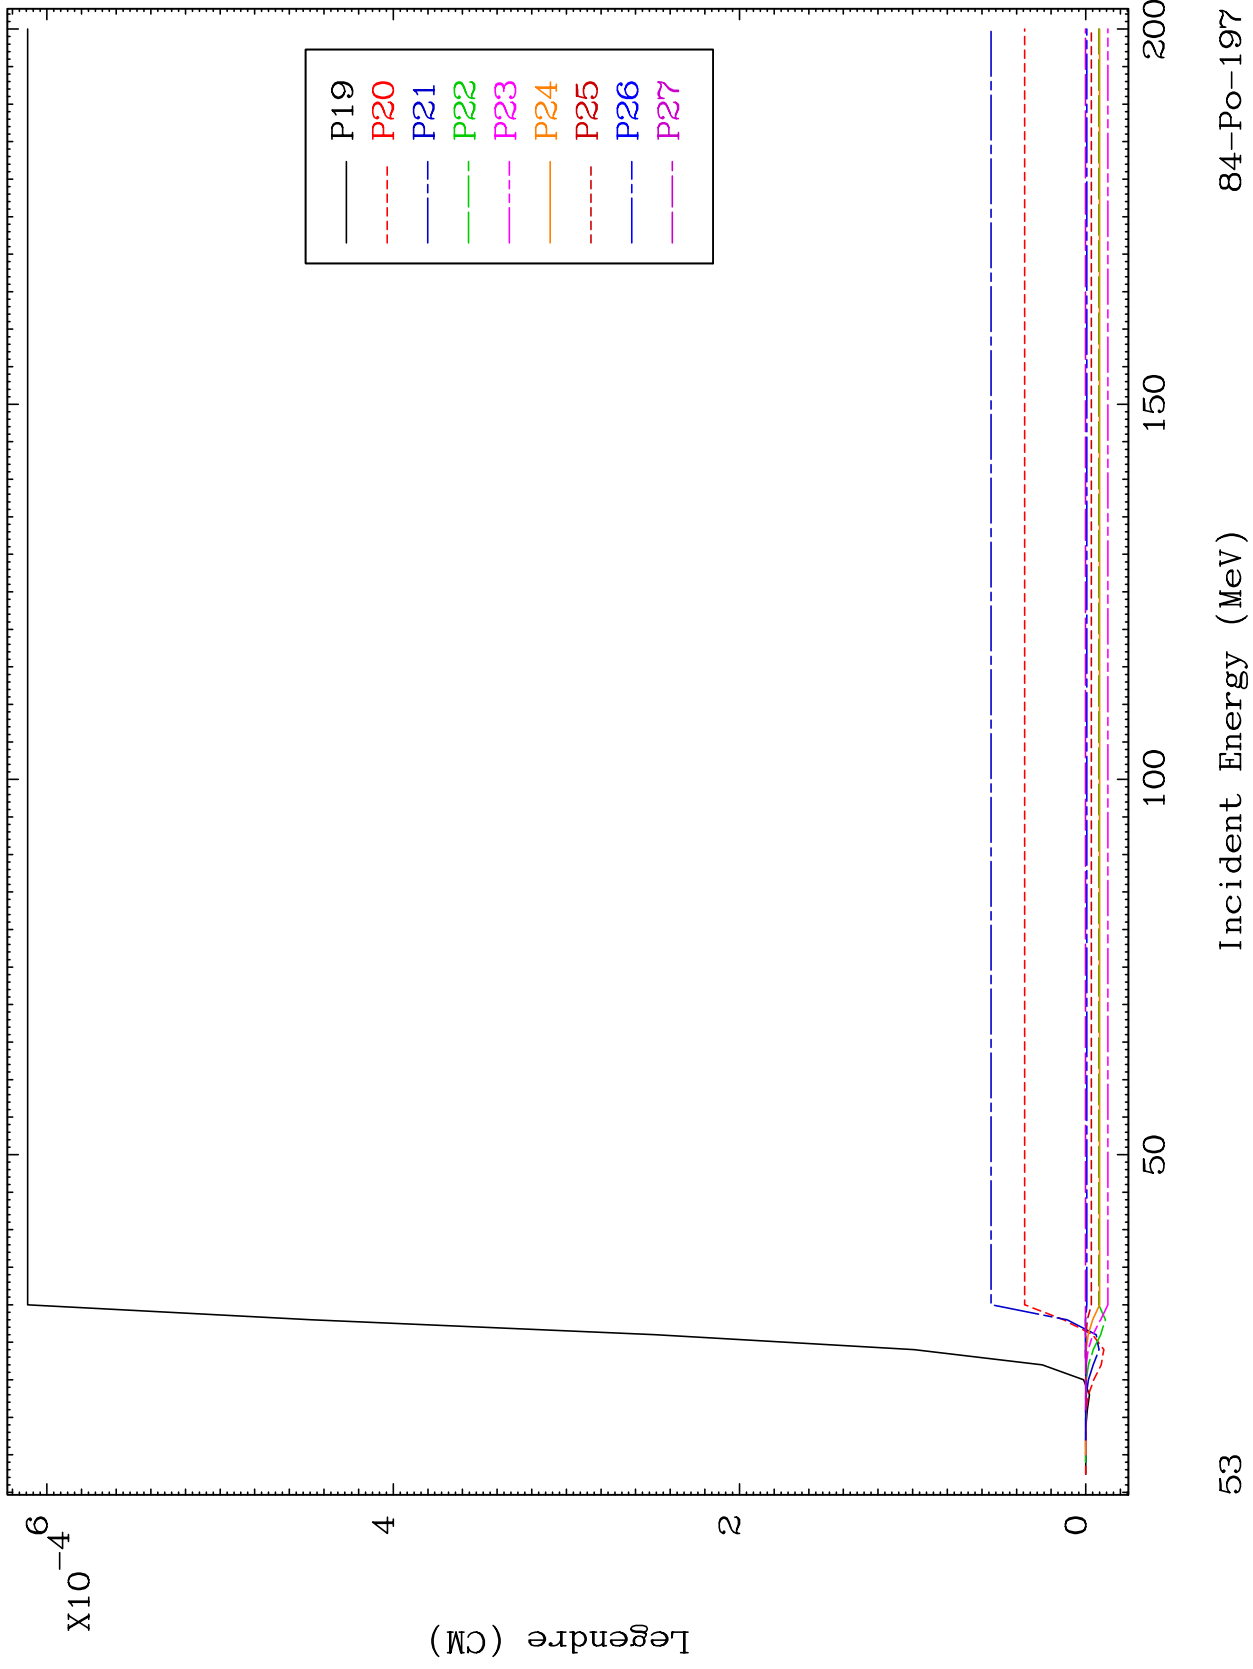 X10
-4
6
4
2
0
Legendre (CM)
P19
P20
P21
P22
P23
P24
P25
P26
P27
50
100
150
200
Incident Energy (MeV)
53
84-Po-197